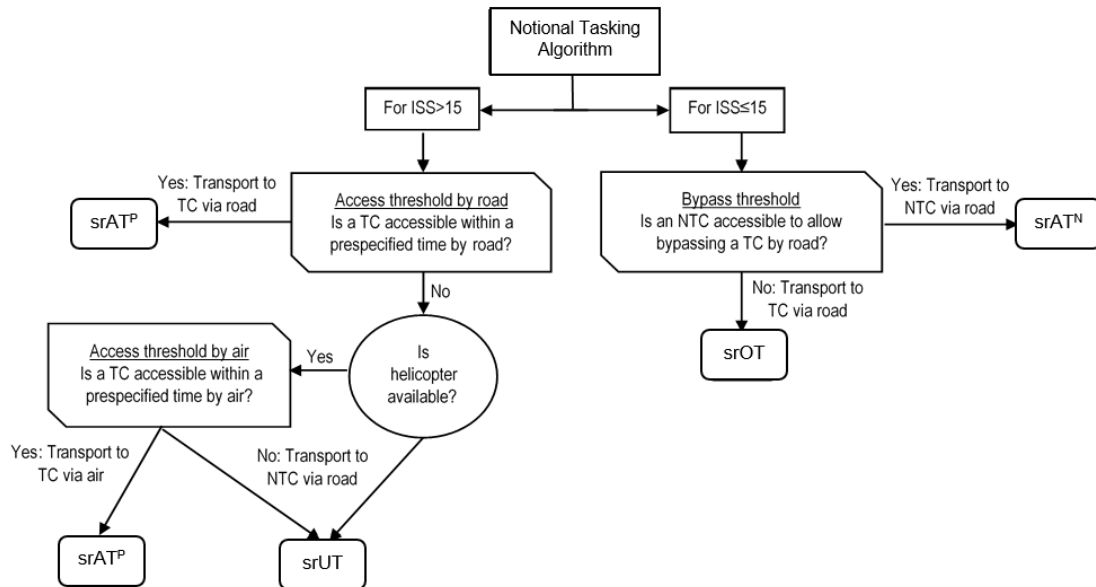 Notional Tasking
Algorithm
For ISS>15
For ISS≤15
Yes: Transport to
TC via road
srATᴾ
Access threshold by road
Is a TC accessible within a
prespecified time by road?
Bypass threshold
Is an NTC accessible to allow
bypassing a TC by road?
Yes: Transport to
NTC via road
srATᴺ
No
No: Transport to
TC via road
srOT
Access threshold by air
Is a TC accessible within a
prespecified time by air?
Yes
Is
helicopter
available?
Yes: Transport to
TC via air
No: Transport to
NTC via road
srATᴾ
srUT